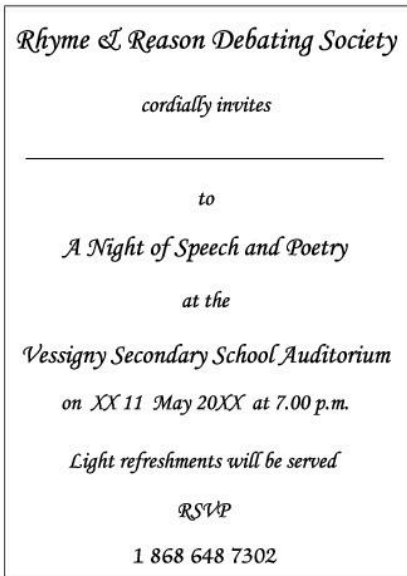 Rhyme & Reason Debating Society
cordially invites
to
A Night of Speech and Poetry
at the
Vessigny Secondary School Auditorium
on XX 11 May 20XX at 7.00 p.m.
Light refreshments will be served
RSVP
1 868 648 7302